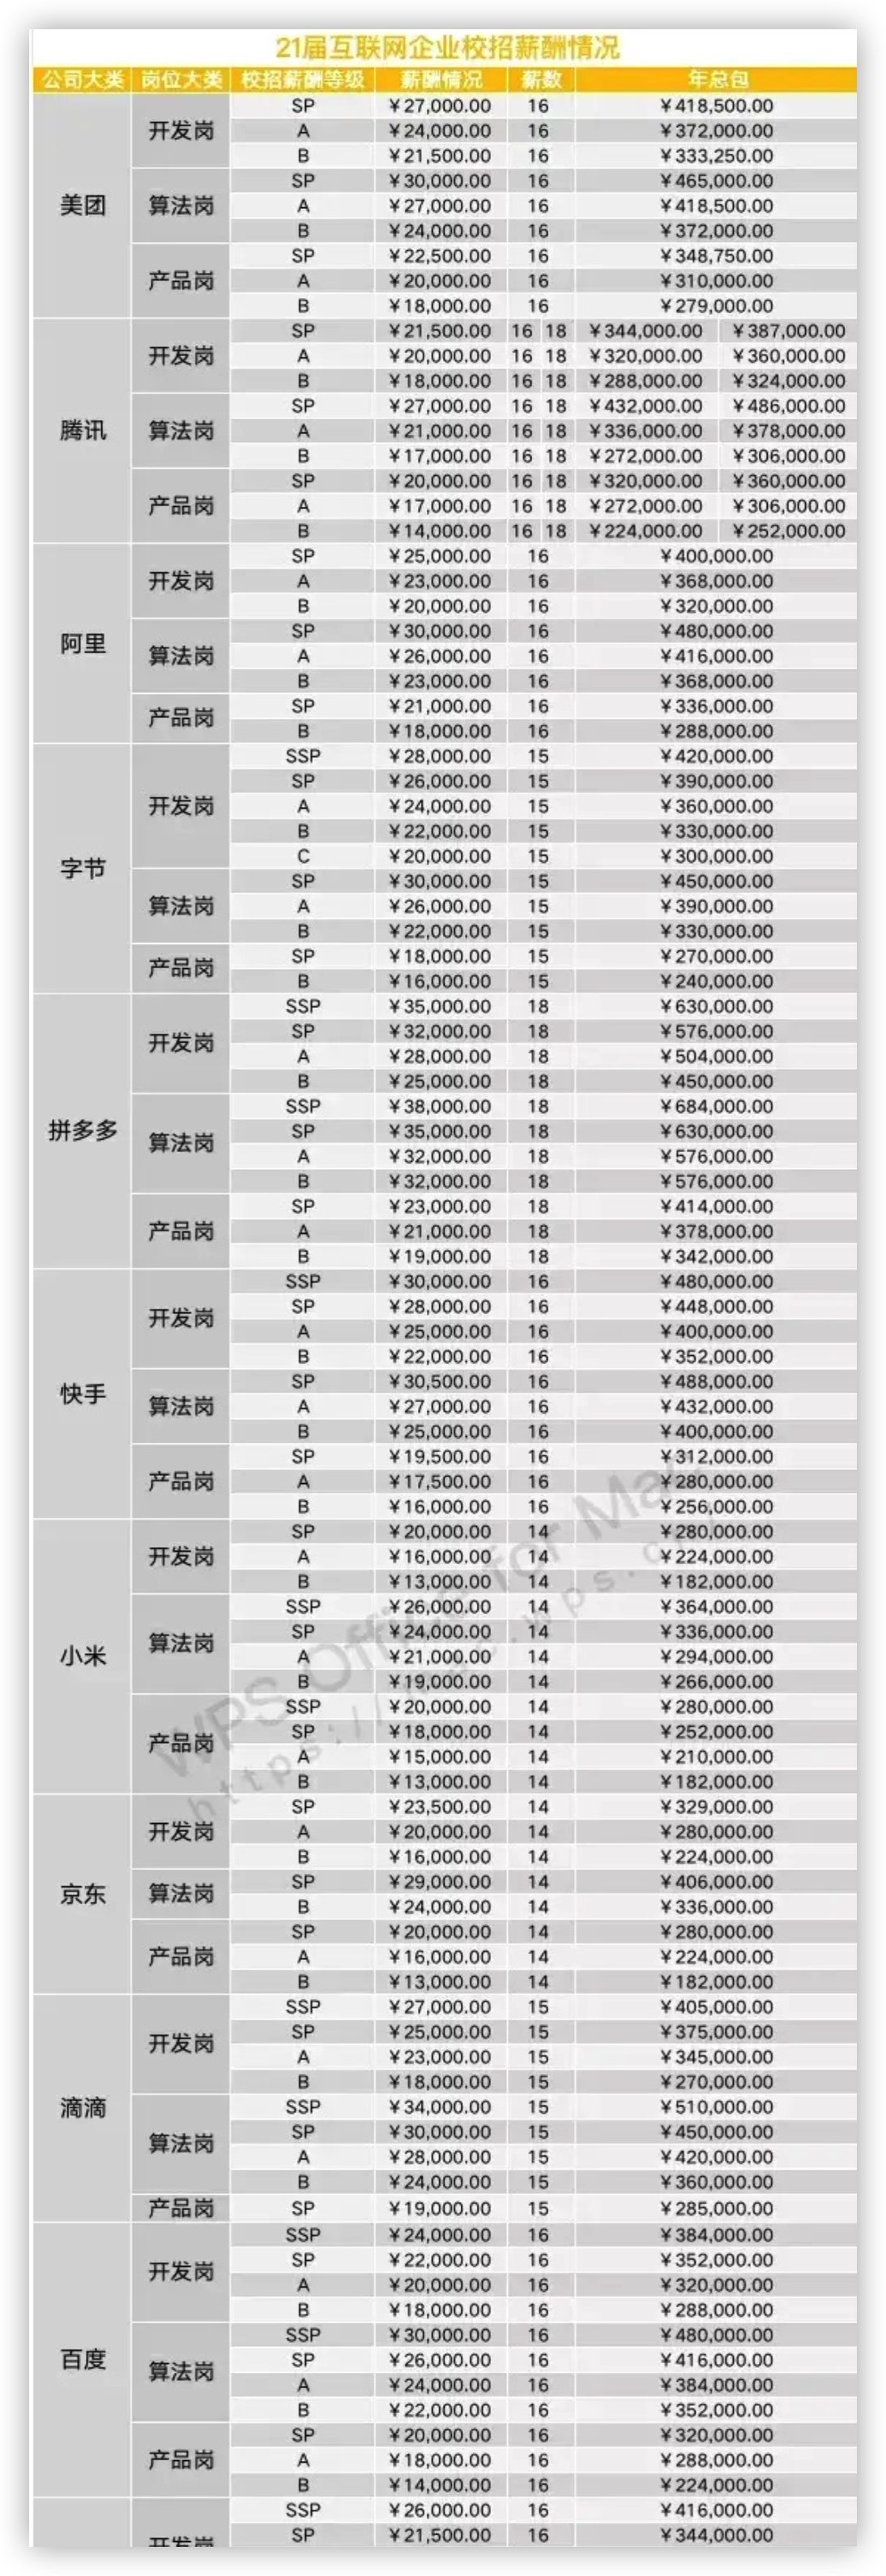 21届互联网企业校招薪酬情况
公司大类 岗位大类 校招薪酬等级 薪酬情况 薪数 年总包
美团 开发岗 SP ¥27,000.00 16 ¥418,500.00
A ¥24,000.00 16 ¥372,000.00
B ¥21,500.00 16 ¥333,250.00
算法岗 SP ¥30,000.00 16 ¥465,000.00
A ¥27,000.00 16 ¥418,500.00
B ¥24,000.00 16 ¥372,000.00
产品岗 SP ¥22,500.00 16 ¥348,750.00
A ¥20,000.00 16 ¥310,000.00
B ¥18,000.00 16 ¥279,000.00
腾讯 开发岗 SP ¥21,500.00 16 18 ¥344,000.00 ¥387,000.00
A ¥20,000.00 16 18 ¥320,000.00 ¥360,000.00
B ¥18,000.00 16 18 ¥288,000.00 ¥324,000.00
算法岗 SP ¥27,000.00 16 18 ¥432,000.00 ¥486,000.00
A ¥21,000.00 16 18 ¥336,000.00 ¥378,000.00
B ¥17,000.00 16 18 ¥272,000.00 ¥306,000.00
产品岗 SP ¥20,000.00 16 18 ¥320,000.00 ¥360,000.00
A ¥17,000.00 16 18 ¥272,000.00 ¥306,000.00
B ¥14,000.00 16 18 ¥224,000.00 ¥252,000.00
阿里 开发岗 SP ¥25,000.00 16 ¥400,000.00
A ¥23,000.00 16 ¥368,000.00
B ¥20,000.00 16 ¥320,000.00
算法岗 SP ¥30,000.00 16 ¥480,000.00
A ¥26,000.00 16 ¥416,000.00
B ¥23,000.00 16 ¥368,000.00
产品岗 SP ¥21,000.00 16 ¥336,000.00
B ¥18,000.00 16 ¥288,000.00
字节 开发岗 SSP ¥28,000.00 15 ¥420,000.00
SP ¥26,000.00 15 ¥390,000.00
A ¥24,000.00 15 ¥360,000.00
B ¥22,000.00 15 ¥330,000.00
C ¥20,000.00 15 ¥300,000.00
算法岗 SP ¥30,000.00 15 ¥450,000.00
A ¥26,000.00 15 ¥390,000.00
B ¥22,000.00 15 ¥330,000.00
产品岗 SP ¥18,000.00 15 ¥270,000.00
B ¥16,000.00 15 ¥240,000.00
拼多多 开发岗 SSP ¥35,000.00 18 ¥630,000.00
SP ¥32,000.00 18 ¥576,000.00
A ¥28,000.00 18 ¥504,000.00
B ¥25,000.00 18 ¥450,000.00
算法岗 SSP ¥38,000.00 18 ¥684,000.00
SP ¥35,000.00 18 ¥630,000.00
A ¥32,000.00 18 ¥576,000.00
B ¥32,000.00 18 ¥576,000.00
产品岗 SP ¥23,000.00 18 ¥414,000.00
A ¥21,000.00 18 ¥378,000.00
B ¥19,000.00 18 ¥342,000.00
快手 开发岗 SSP ¥30,000.00 16 ¥480,000.00
SP ¥28,000.00 16 ¥448,000.00
A ¥25,000.00 16 ¥400,000.00
B ¥22,000.00 16 ¥352,000.00
算法岗 SP ¥30,500.00 16 ¥488,000.00
A ¥27,000.00 16 ¥432,000.00
B ¥25,000.00 16 ¥400,000.00
产品岗 SP ¥19,500.00 16 ¥312,000.00
A ¥17,500.00 16 ¥280,000.00
B ¥16,000.00 16 ¥256,000.00
小米 开发岗 SP ¥20,000.00 14 ¥280,000.00
A ¥16,000.00 14 ¥224,000.00
B ¥13,000.00 14 ¥182,000.00
算法岗 SSP ¥26,000.00 14 ¥364,000.00
SP ¥24,000.00 14 ¥336,000.00
A ¥21,000.00 14 ¥294,000.00
B ¥19,000.00 14 ¥266,000.00
产品岗 SSP ¥20,000.00 14 ¥280,000.00
SP ¥18,000.00 14 ¥252,000.00
A ¥15,000.00 14 ¥210,000.00
B ¥13,000.00 14 ¥182,000.00
京东 开发岗 SP ¥23,500.00 14 ¥329,000.00
A ¥20,000.00 14 ¥280,000.00
B ¥16,000.00 14 ¥224,000.00
算法岗 SP ¥29,000.00 14 ¥406,000.00
B ¥24,000.00 14 ¥336,000.00
产品岗 SP ¥20,000.00 14 ¥280,000.00
A ¥16,000.00 14 ¥224,000.00
B ¥13,000.00 14 ¥182,000.00
滴滴 开发岗 SSP ¥27,000.00 15 ¥405,000.00
SP ¥25,000.00 15 ¥375,000.00
A ¥23,000.00 15 ¥345,000.00
B ¥18,000.00 15 ¥270,000.00
算法岗 SSP ¥34,000.00 15 ¥510,000.00
SP ¥30,000.00 15 ¥450,000.00
A ¥28,000.00 15 ¥420,000.00
B ¥24,000.00 15 ¥360,000.00
产品岗 SP ¥19,000.00 15 ¥285,000.00
百度 开发岗 SSP ¥24,000.00 16 ¥384,000.00
SP ¥22,000.00 16 ¥352,000.00
A ¥20,000.00 16 ¥320,000.00
B ¥18,000.00 16 ¥288,000.00
算法岗 SSP ¥30,000.00 16 ¥480,000.00
SP ¥26,000.00 16 ¥416,000.00
A ¥24,000.00 16 ¥384,000.00
B ¥22,000.00 16 ¥352,000.00
产品岗 SP ¥20,000.00 16 ¥320,000.00
A ¥18,000.00 16 ¥288,000.00
B ¥14,000.00 16 ¥224,000.00
SSP ¥26,000.00 16 ¥416,000.00
开发岗 SP ¥21,500.00 16 ¥344,000.00
WPS Office for Mac
https://mac.wps.c